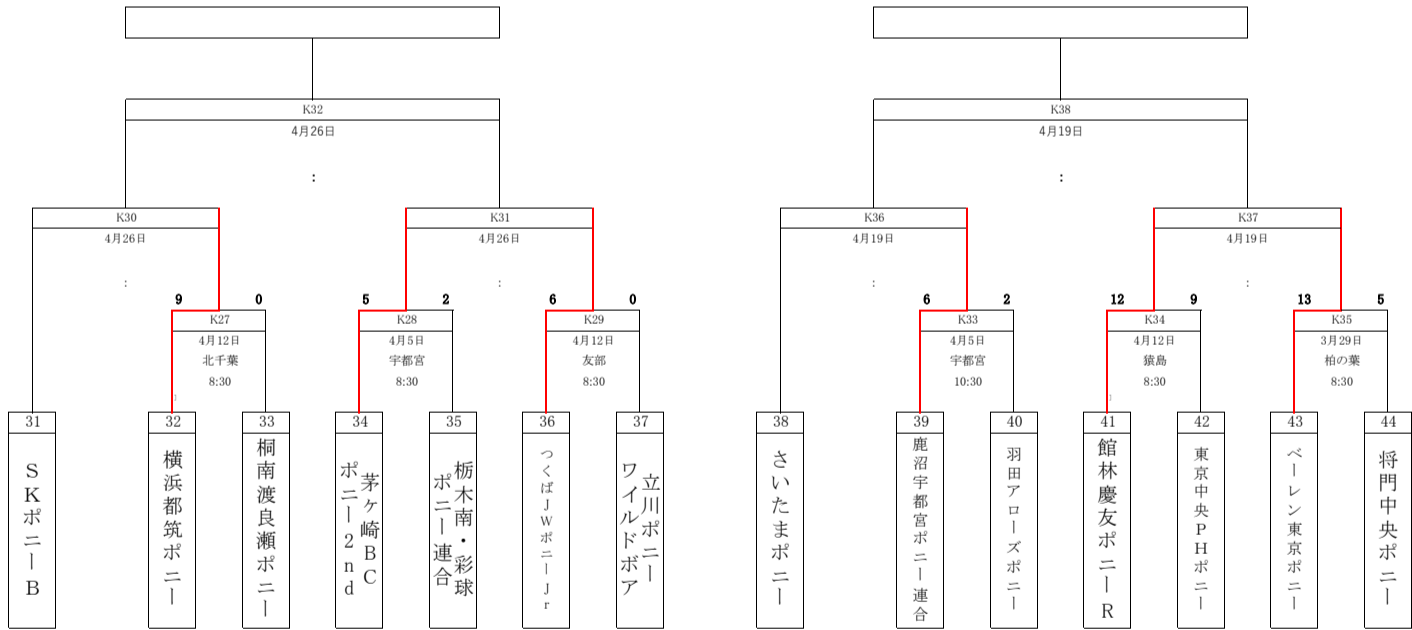 K32
4月26日
:
K38
4月19日
:
K30
4月26日
:
K31
4月26日
:
K36
4月19日
:
K37
4月19日
:
9 0
K27
4月12日
北千葉
8:30
5 2
K28
4月5日
宇都宮
8:30
6 0
K29
4月12日
友部
8:30
6 2
K33
4月5日
宇都宮
10:30
12 9
K34
4月12日
猿島
8:30
13 5
K35
3月29日
柏の葉
8:30
31
SKポニーB
32
横浜都筑ポニー
33
桐南渡良瀬ポニー
34
茅ヶ崎BC
ポニー2nd
35
栃木南・彩球
ポニー連合
36
つくばJWポニーJr
37
立川ポニー
ワイルドボア
38
さいたまポニー
39
鹿沼宇都宮ポニー連合
40
羽田アローズポニー
41
館林慶友ポニーR
42
東京中央PHポニー
43
ベーレン東京ポニー
44
将門中央ポニー